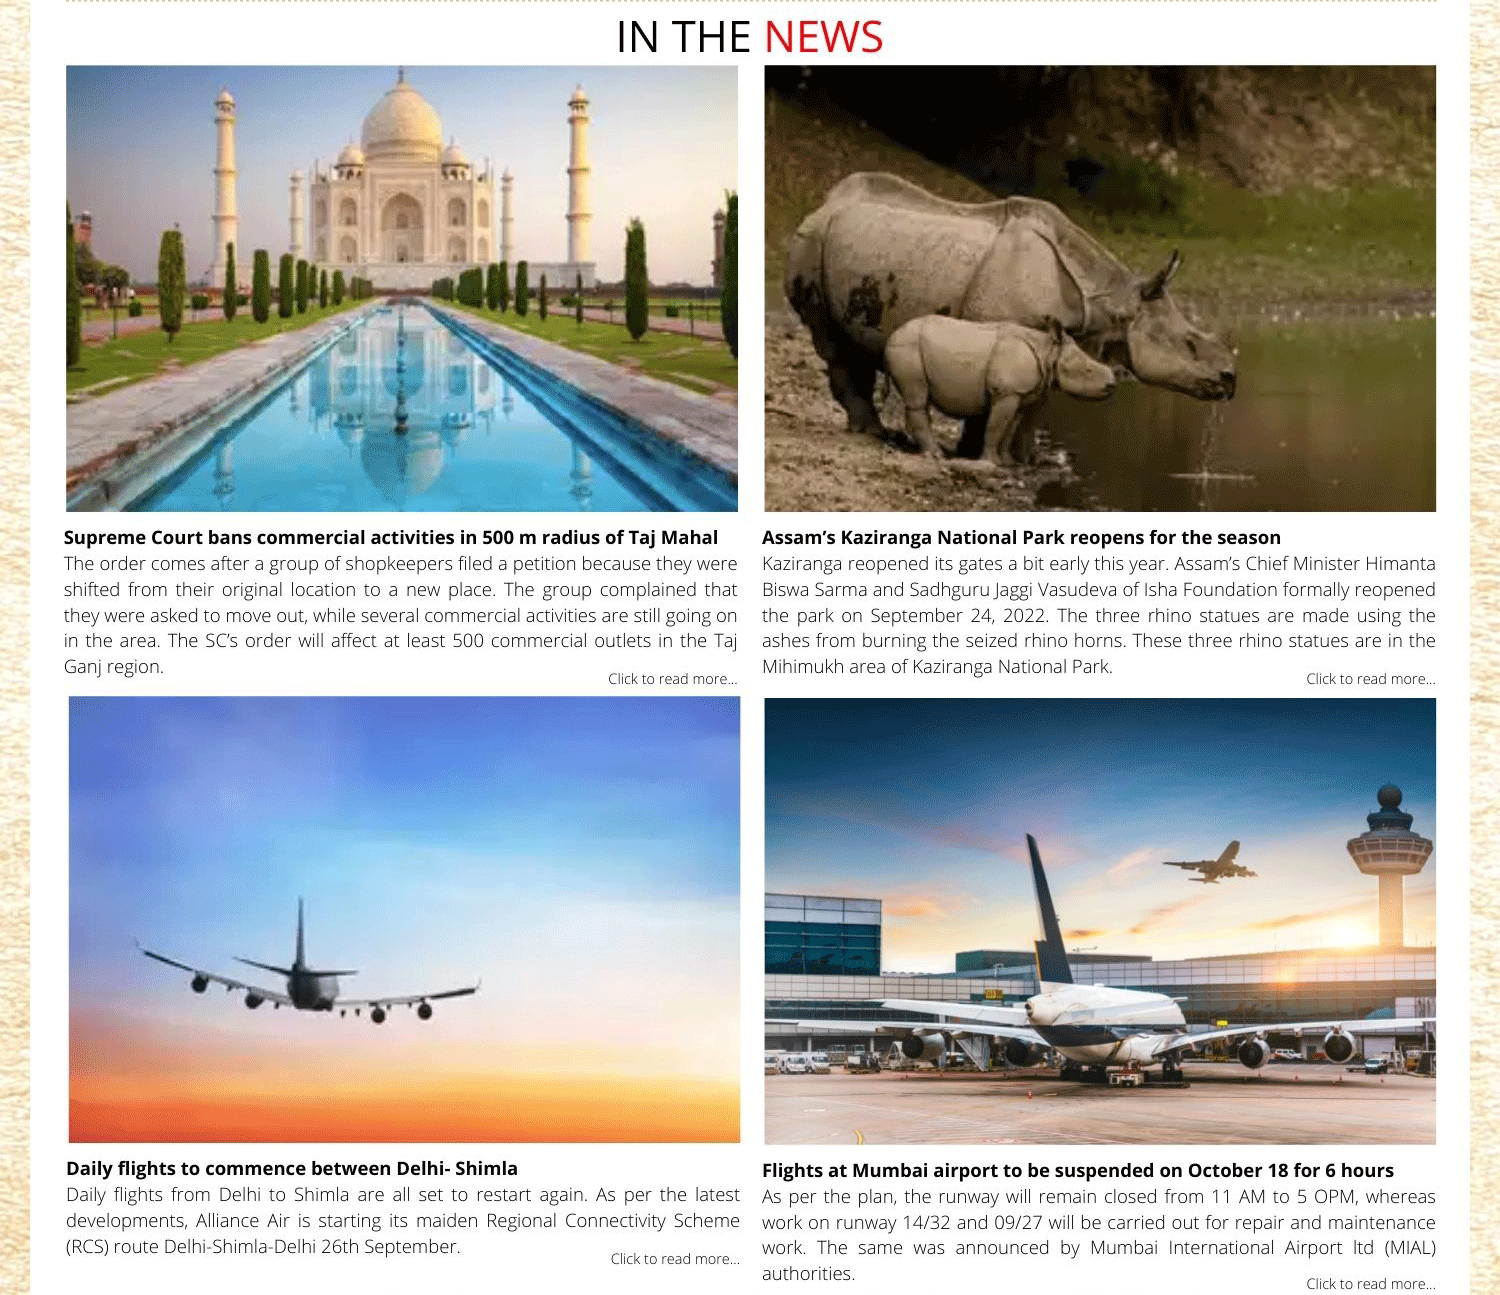 IN THE NEWS
Supreme Court bans commercial activities in 500 m radius of Taj Mahal
The order comes after a group of shopkeepers filed a petition because they were
shifted from their original location to a new place. The group complained that
they were asked to move out, while several commercial activities are still going on
in the area. The SC’s order will affect at least 500 commercial outlets in the Taj
Ganj region.
Click to read more...
Assam’s Kaziranga National Park reopens for the season
Kaziranga reopened its gates a bit early this year. Assam’s Chief Minister Himanta
Biswa Sarma and Sadhguru Jaggi Vasudeva of Isha Foundation formally reopened
the park on September 24, 2022. The three rhino statues are made using the
ashes from burning the seized rhino horns. These three rhino statues are in the
Mihimukh area of Kaziranga National Park.
Click to read more...
Daily flights to commence between Delhi- Shimla
Daily flights from Delhi to Shimla are all set to restart again. As per the latest
developments, Alliance Air is starting its maiden Regional Connectivity Scheme
(RCS) route Delhi-Shimla-Delhi 26th September.
Click to read more...
Flights at Mumbai airport to be suspended on October 18 for 6 hours
As per the plan, the runway will remain closed from 11 AM to 5 OPM, whereas
work on runway 14/32 and 09/27 will be carried out for repair and maintenance
work. The same was announced by Mumbai International Airport ltd (MIAL)
authorities.
Click to read more...